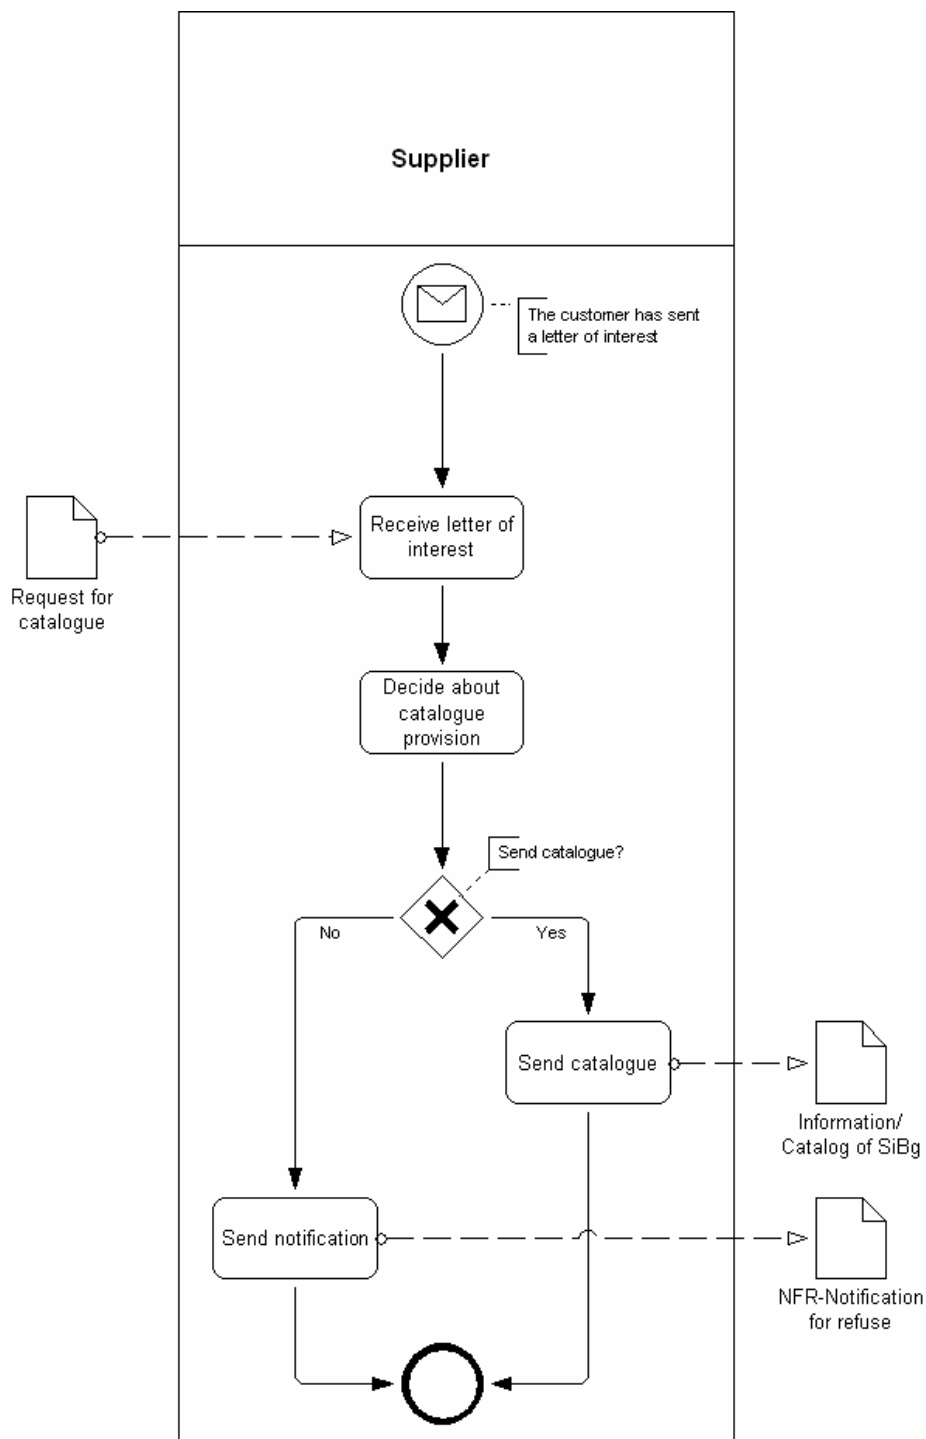 Supplier
The customer has sent
a letter of interest
Receive letter of
interest
Request for
catalogue
Decide about
catalogue
provision
Send catalogue?
No
Yes
Send catalogue
Information/
Catalog of SiBg
Send notification
NFR-Notification
for refuse